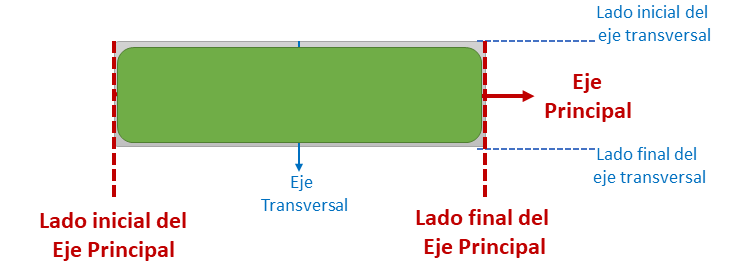 Lado inicial del
eje transversal
Eje
Principal
Lado final del
eje transversal
Eje
Transversal
Lado inicial del
Eje Principal
Lado final del
Eje Principal